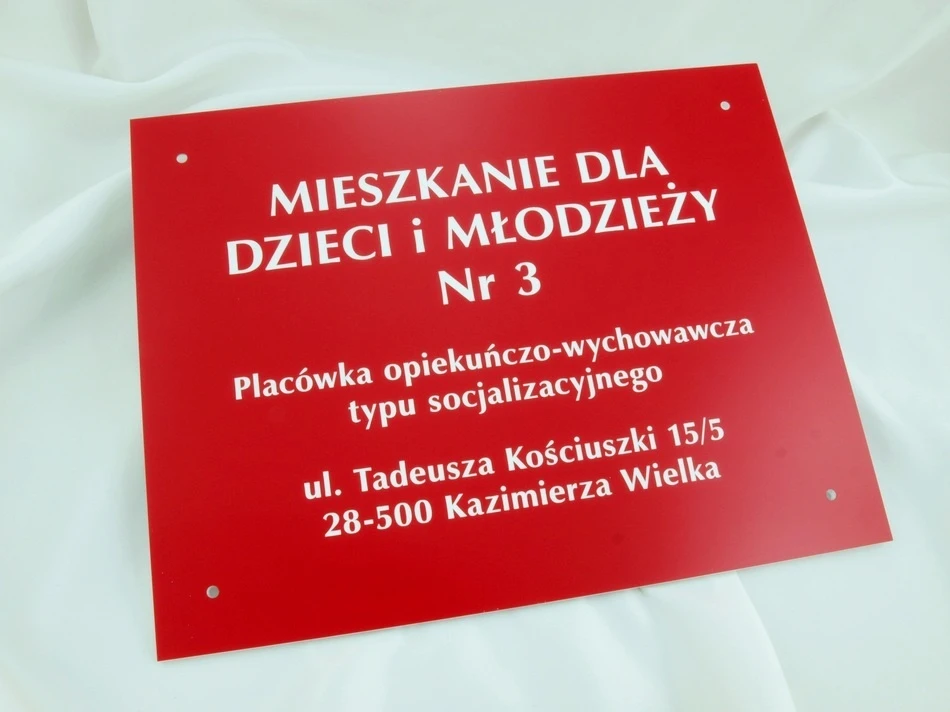 MIESZKANIE DLA
DZIECI i MŁODZIEŻY
Nr 3
Placówka opiekuńczo-wychowawcza
typu socjalizacyjnego
ul. Tadeusza Kościuszki 15/5
28-500 Kazimierza Wielka